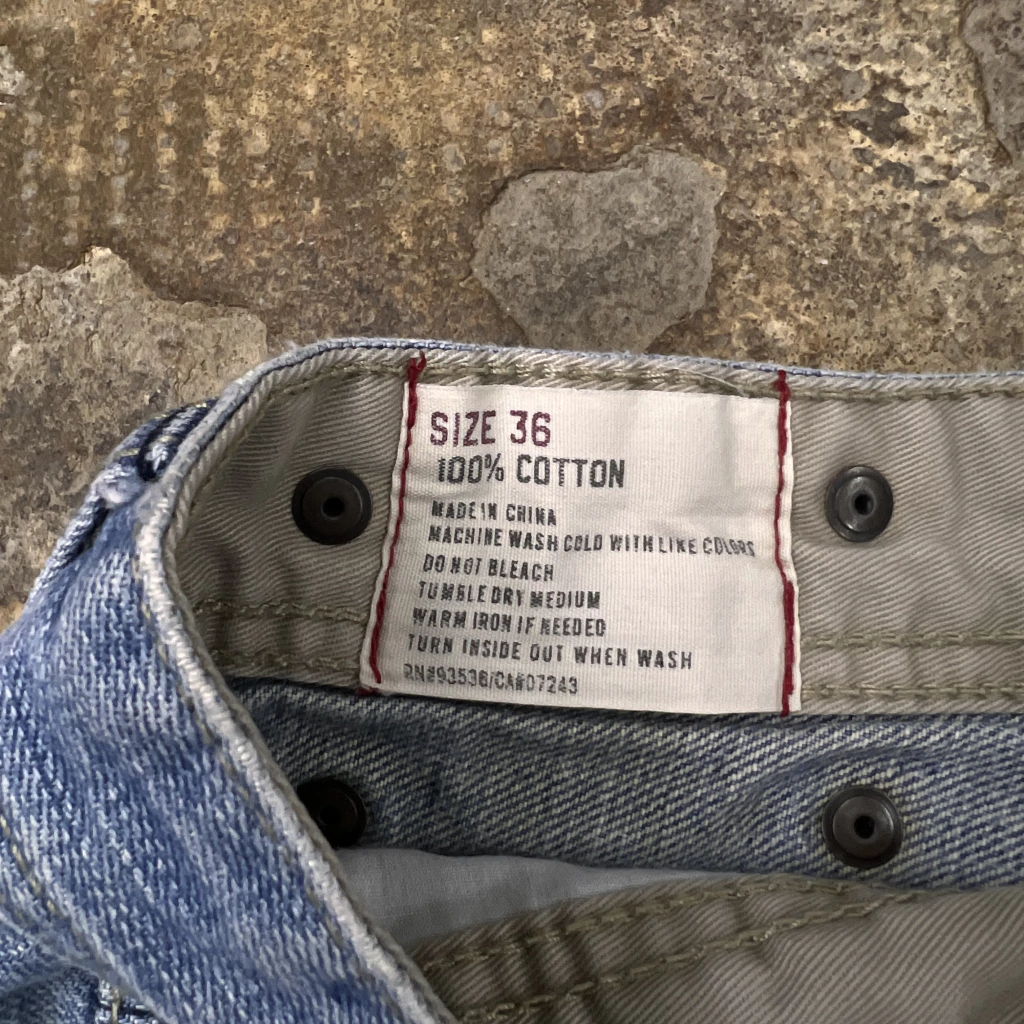 SIZE 36
100% COTTON
MADE IN CHINA
MACHINE WASH COLD WITH LIKE COLORS
DO NOT BLEACH
TUMBLE DRY MEDIUM
WARM IRON IF NEEDED
TURN INSIDE OUT WHEN WASH
RN#93536/CA#07243